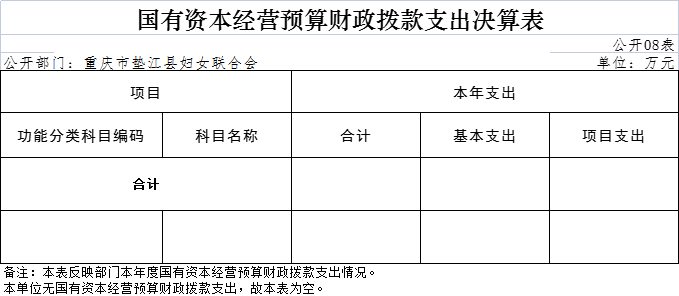 国有资本经营预算财政拨款支出决算表
公开08表
公开部门：重庆市垫江县妇女联合会 单位：万元
项目 本年支出
功能分类科目编码 科目名称 合计 基本支出 项目支出
合计
备注：本表反映部门本年度国有资本经营预算财政拨款支出情况。
本单位无国有资本经营预算财政拨款支出，故本表为空。